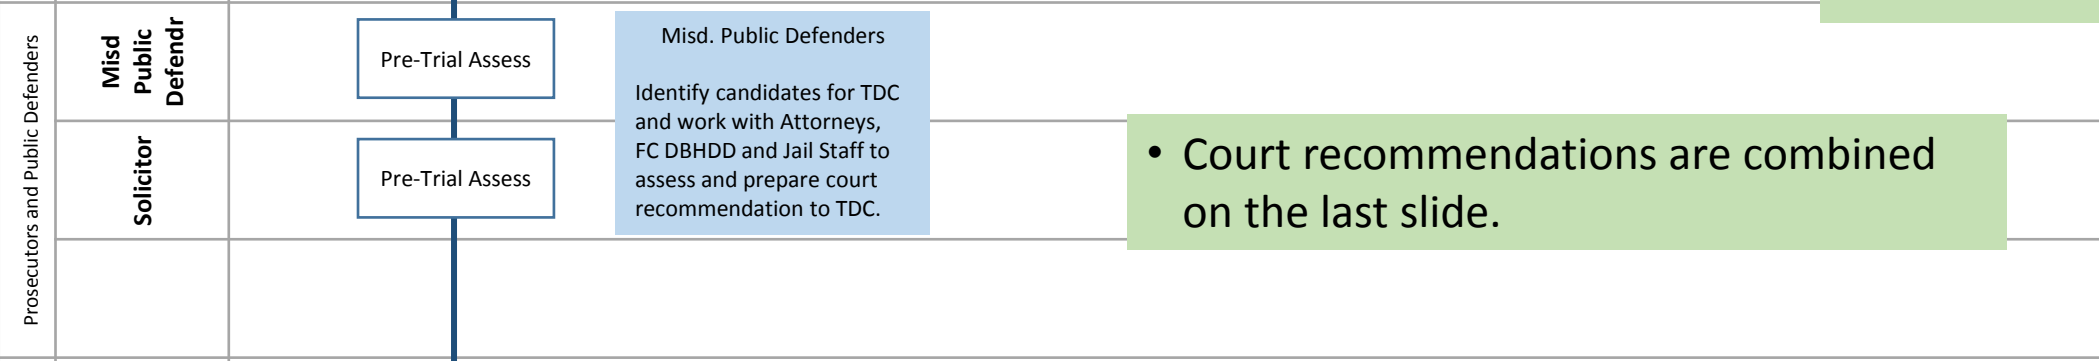 Prosecutors and Public Defenders
Misd
Public
Defendr
Pre-Trial Assess
Misd. Public Defenders
Identify candidates for TDC
and work with Attorneys,
FC DBHDD and Jail Staff to
assess and prepare court
recommendation to TDC.
Solicitor
Pre-Trial Assess
• Court recommendations are combined
on the last slide.